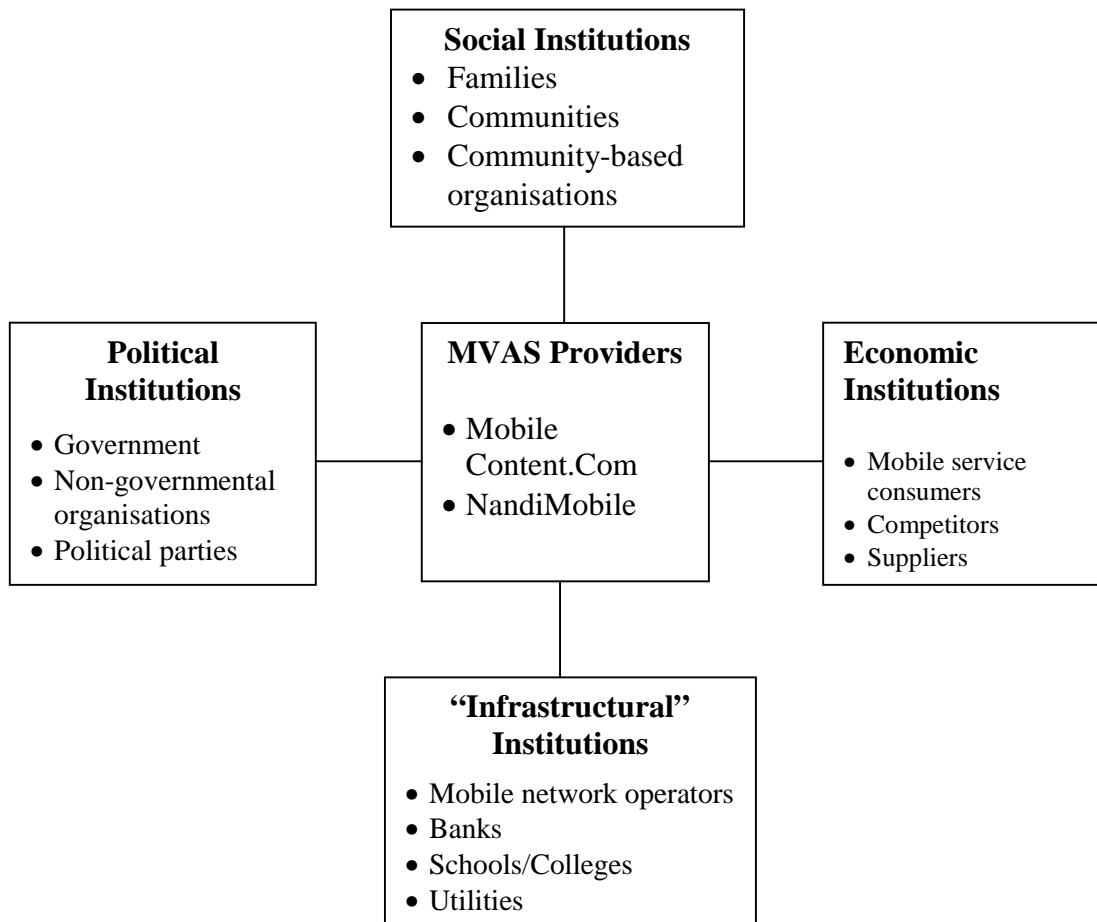 Social Institutions
• Families
• Communities
• Community-based
organisations
Political
Institutions
• Government
• Non-governmental
organisations
• Political parties
MVAS Providers
• Mobile
Content.Com
• NandiMobile
Economic
Institutions
• Mobile service
consumers
• Competitors
• Suppliers
“Infrastructural”
Institutions
• Mobile network operators
• Banks
• Schools/Colleges
• Utilities